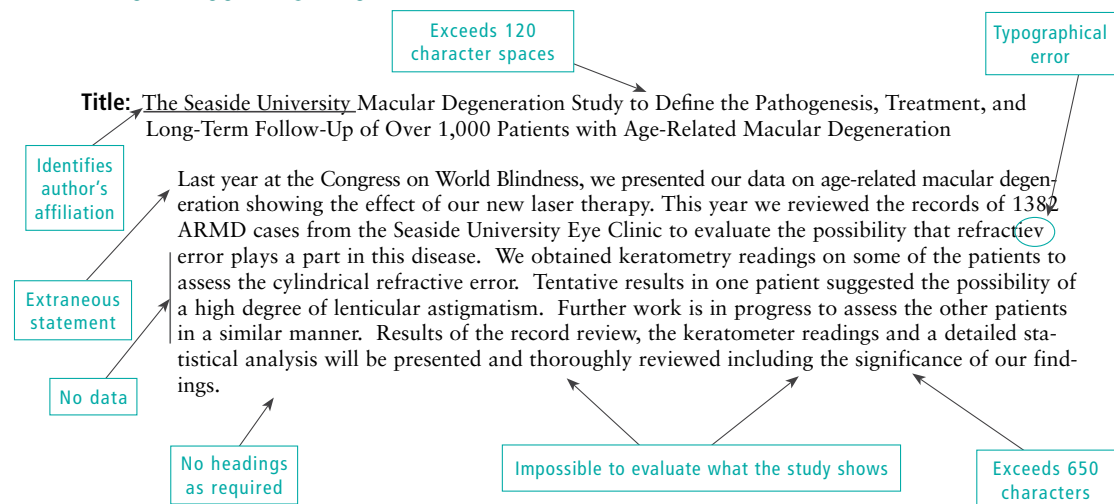 Exceeds 120
character spaces
Typographical
error
Title: The Seaside University Macular Degeneration Study to Define the Pathogenesis, Treatment, and
Long-Term Follow-Up of Over 1,000 Patients with Age-Related Macular Degeneration
Identifies
author's
affiliation
Last year at the Congress on World Blindness, we presented our data on age-related macular degen-
eration showing the effect of our new laser therapy. This year we reviewed the records of 1382
ARMD cases from the Seaside University Eye Clinic to evaluate the possibility that refractiev
error plays a part in this disease.  We obtained keratometry readings on some of the patients to
assess the cylindrical refractive error.  Tentative results in one patient suggested the possibility of
a high degree of lenticular astigmatism.  Further work is in progress to assess the other patients
in a similar manner.  Results of the record review, the keratometer readings and a detailed sta-
tistical analysis will be presented and thoroughly reviewed including the significance of our find-
ings.
Extraneous
statement
No data
No headings
as required
Impossible to evaluate what the study shows
Exceeds 650
characters